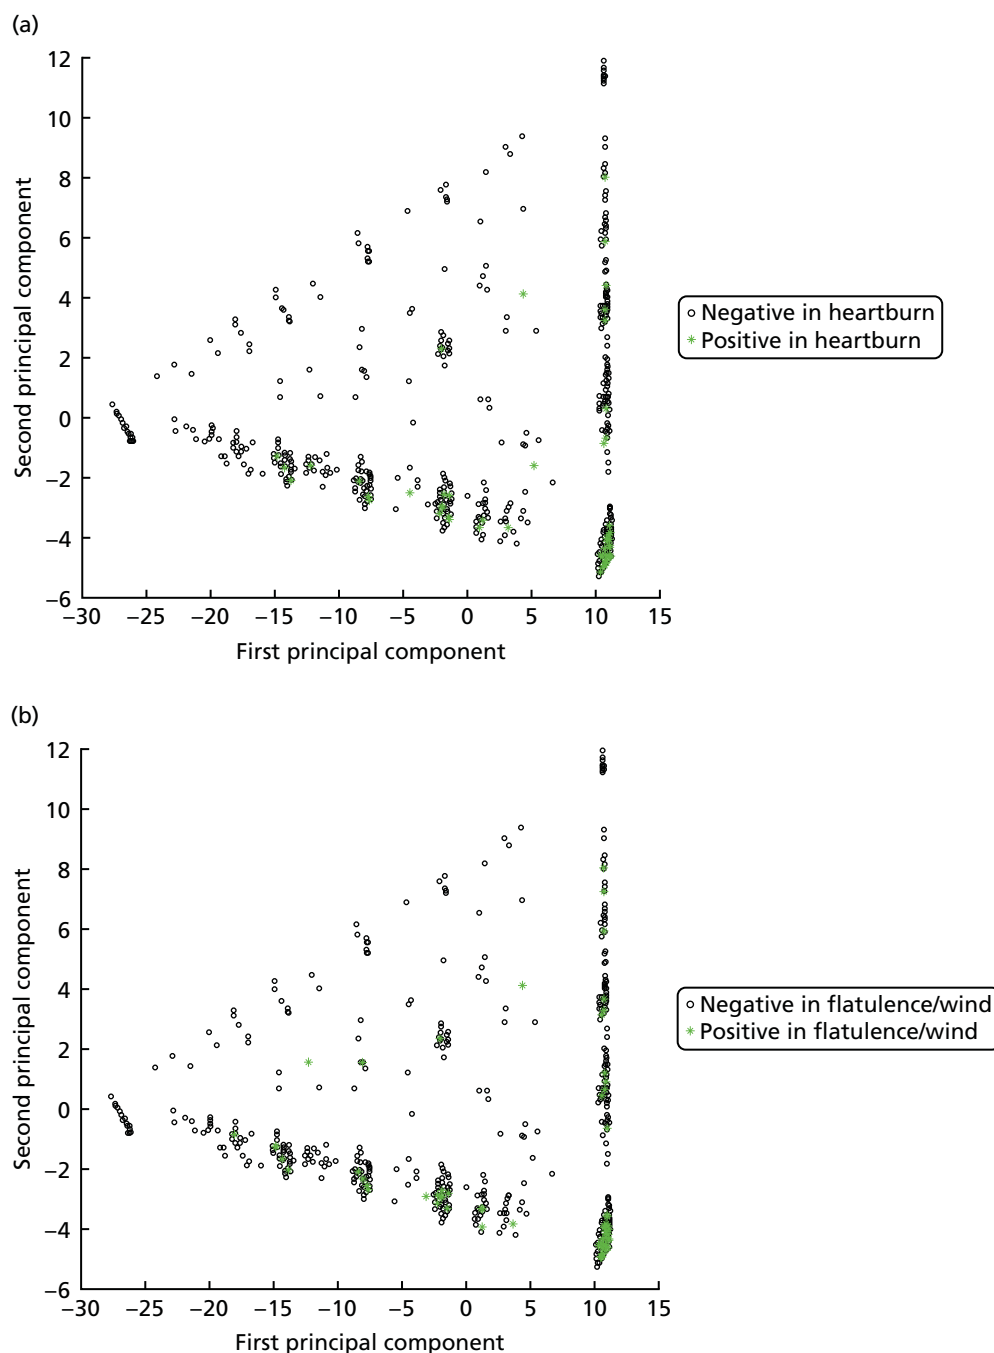 (a)
12
10
8
6
4
2
0
−2
−4
−6
Second principal component
−30 −25 −20 −15 −10 −5 0 5 10 15
First principal component
Negative in heartburn
Positive in heartburn
(b)
12
10
8
6
4
2
0
−2
−4
−6
Second principal component
−30 −25 −20 −15 −10 −5 0 5 10 15
First principal component
Negative in flatulence/wind
Positive in flatulence/wind